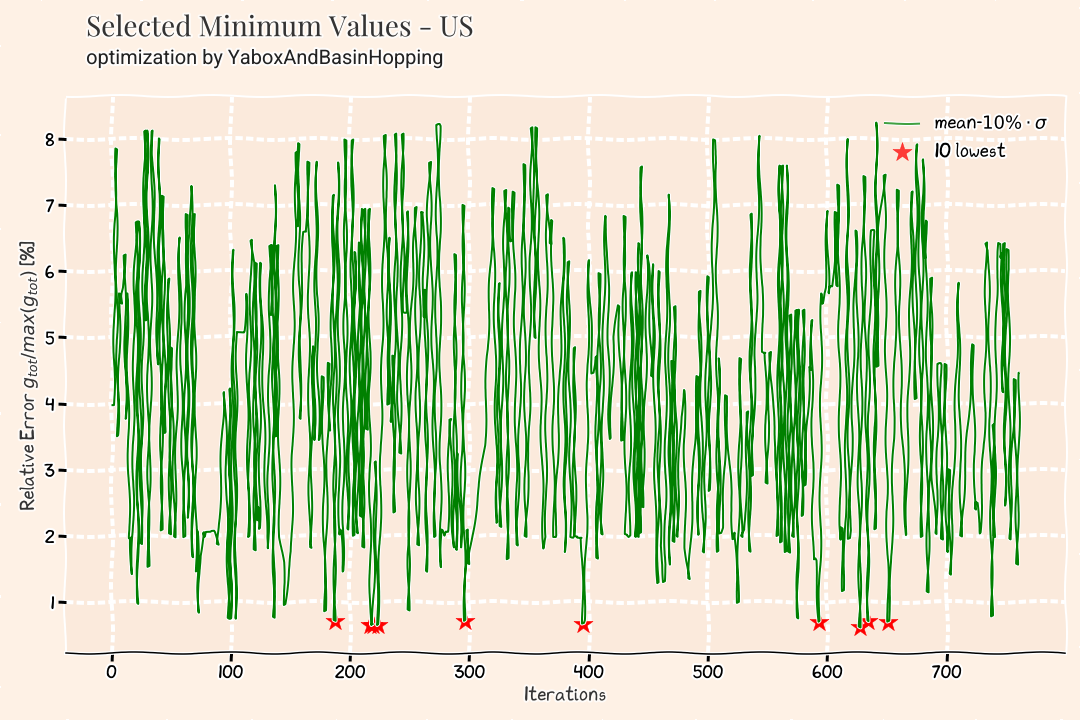 Selected Minimum Values - US
optimization by YaboxAndBasinHopping
mean-10% · σ
10 lowest
Relative Error g_tot/max(g_tot) [%]
8
7
6
5
4
3
2
1
0 100 200 300 400 500 600 700
Iterations